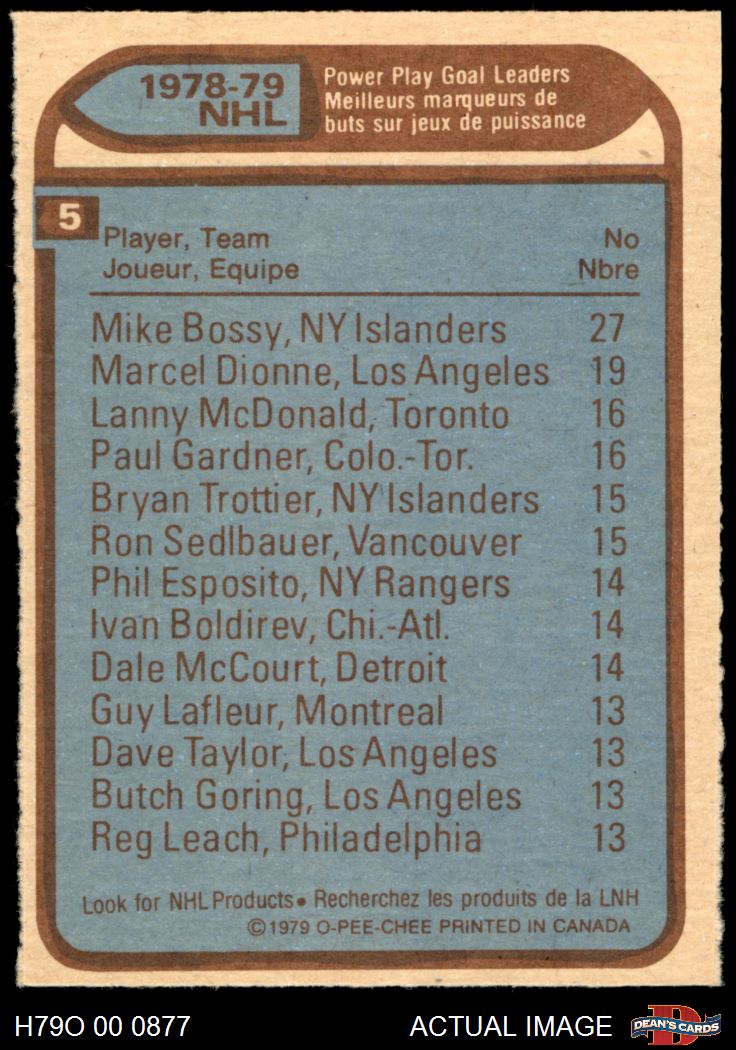 1978-79
NHL
Power Play Goal Leaders
Meilleurs marqueurs de
buts sur jeux de puissance
5
Player, Team No
Joueur, Equipe Nbre
Mike Bossy, NY Islanders 27
Marcel Dionne, Los Angeles 19
Lanny McDonald, Toronto 16
Paul Gardner, Colo.-Tor. 16
Bryan Trottier, NY Islanders 15
Ron Sedlbauer, Vancouver 15
Phil Esposito, NY Rangers 14
Ivan Boldirev, Chi.-Atl. 14
Dale McCourt, Detroit 14
Guy Lafleur, Montreal 13
Dave Taylor, Los Angeles 13
Butch Goring, Los Angeles 13
Reg Leach, Philadelphia 13
Look for NHL Products • Recherchez les produits de la LNH
©1979 O-PEE-CHEE PRINTED IN CANADA
H79O 00 0877 ACTUAL IMAGE
D
DEAN'S CARDS